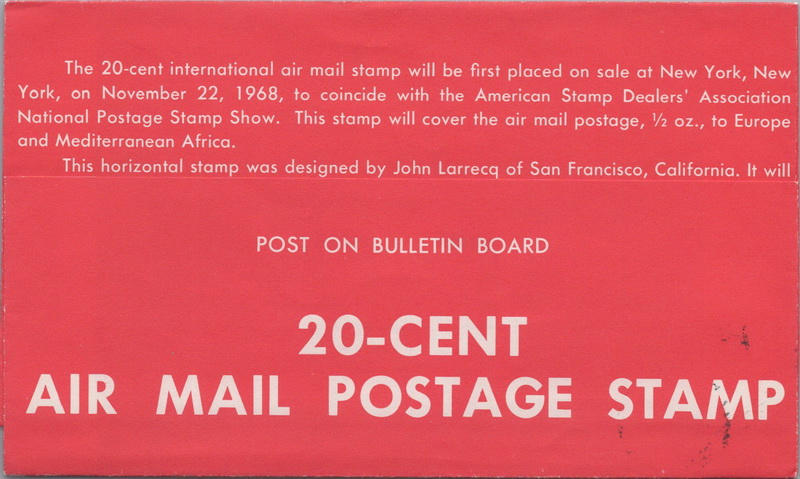 The 20-cent international air mail stamp will be first placed on sale at New York, New
York, on November 22, 1968, to coincide with the American Stamp Dealers' Association
National Postage Stamp Show. This stamp will cover the air mail postage, ½ oz., to Europe
and Mediterranean Africa.
This horizontal stamp was designed by John Larrecq of San Francisco, California. It will
POST ON BULLETIN BOARD
20-CENT
AIR MAIL POSTAGE STAMP